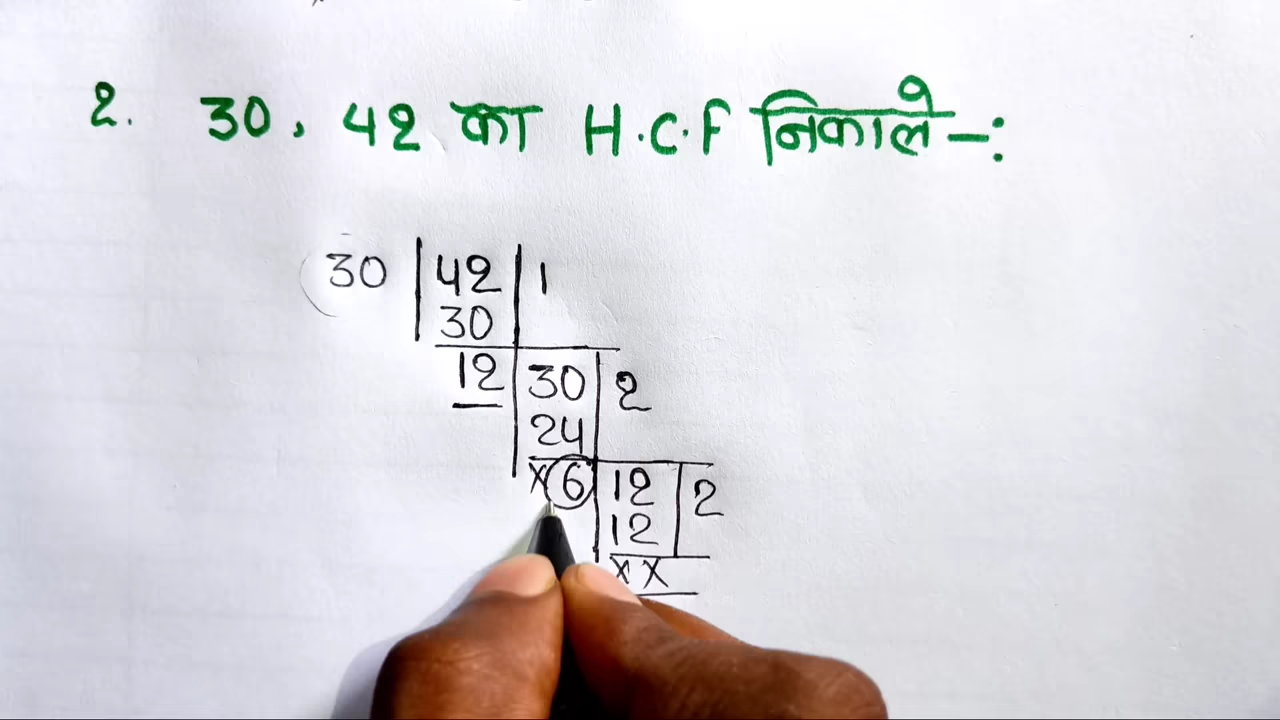 2. 30, 42 का H.C.F निकाले -:
30 | 42 | 1
30
12 | 30 | 2
24
x 6 | 12 | 2
12
x x